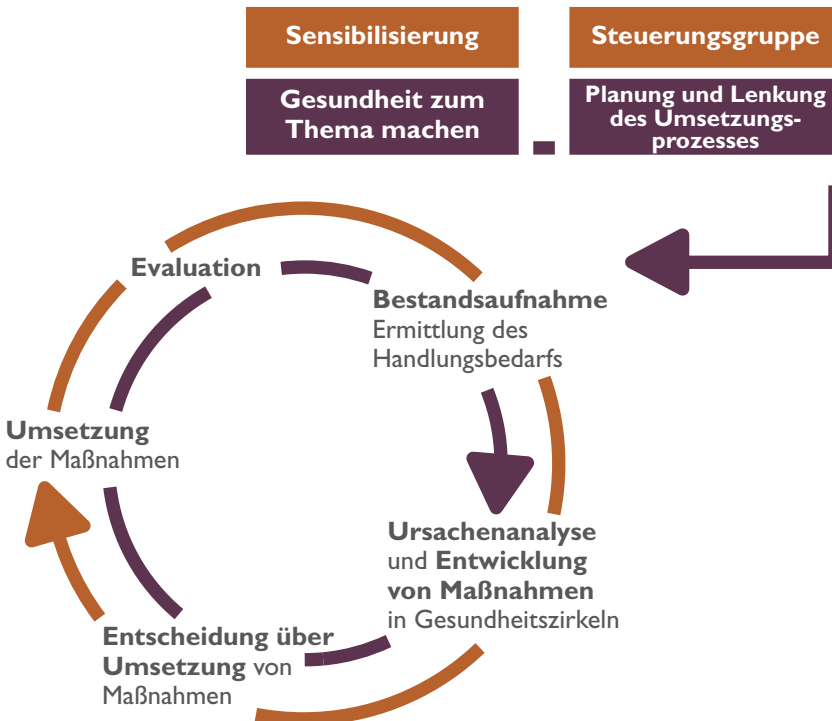 Sensibilisierung
Gesundheit zum
Thema machen
Steuerungsgruppe
Planung und Lenkung
des Umsetzungs-
prozesses
Evaluation
Bestandsaufnahme
Ermittlung des
Handlungsbedarfs
Ursachenanalyse
und Entwicklung
von Maßnahmen
in Gesundheitszirkeln
Entscheidung über
Umsetzung von
Maßnahmen
Umsetzung
der Maßnahmen